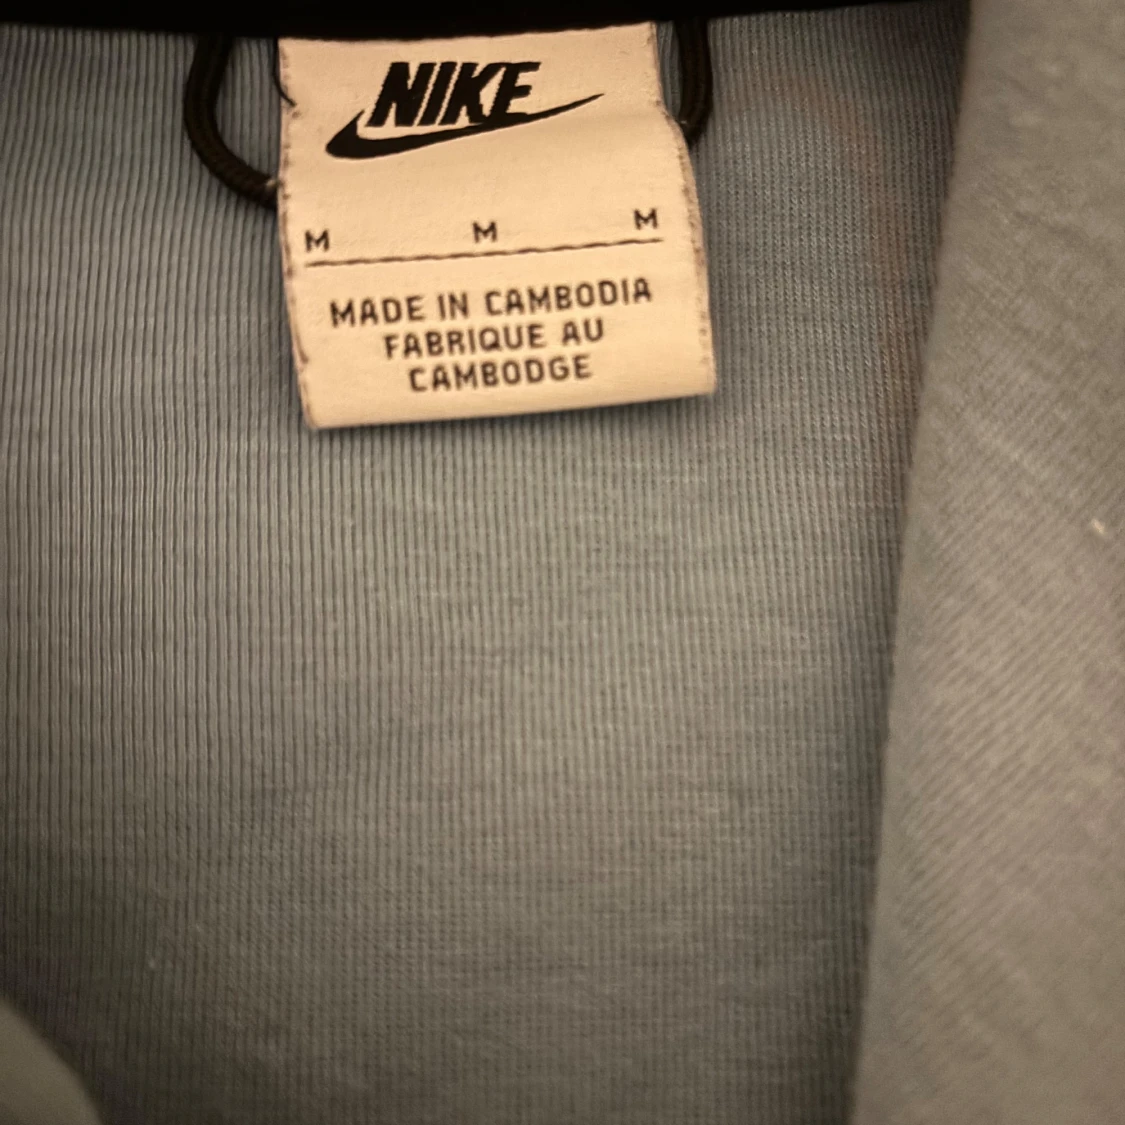 NIKE
M M M
MADE IN CAMBODIA
FABRIQUE AU
CAMBODGE